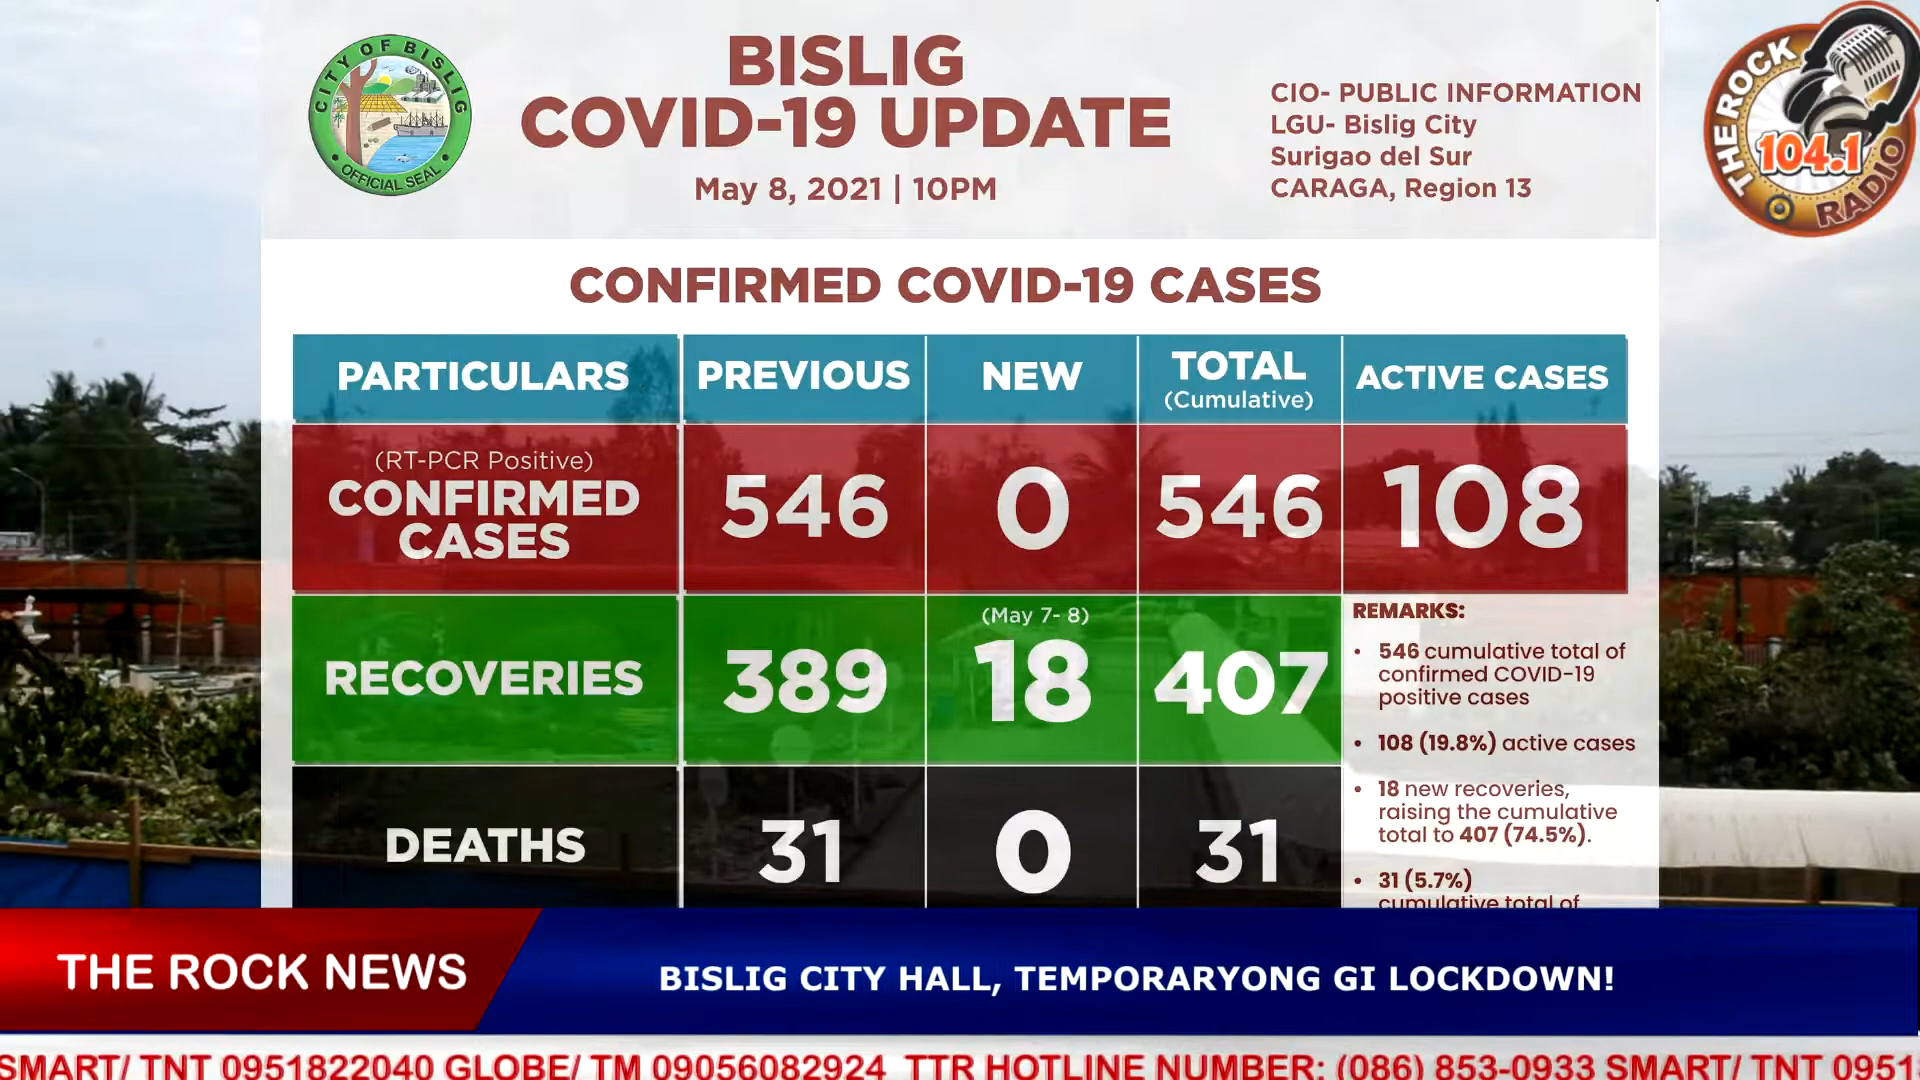 CITY OF BISLIG
OFFICIAL SEAL
BISLIG
COVID-19 UPDATE
May 8, 2021 | 10PM
CIO- PUBLIC INFORMATION
LGU- Bislig City
Surigao del Sur
CARAGA, Region 13
THE ROCK
104.1
RADIO
CONFIRMED COVID-19 CASES
PARTICULARS PREVIOUS NEW TOTAL (Cumulative) ACTIVE CASES
(RT-PCR Positive)
CONFIRMED
CASES
546 0 546 108
(May 7- 8)
RECOVERIES 389 18 407
DEATHS 31 0 31
REMARKS:
• 546 cumulative total of
confirmed COVID-19
positive cases
• 108 (19.8%) active cases
• 18 new recoveries,
raising the cumulative
total to 407 (74.5%).
• 31 (5.7%)
cumulative total of
THE ROCK NEWS
BISLIG CITY HALL, TEMPORARYONG GI LOCKDOWN!
SMART/ TNT 0951822040 GLOBE/ TM 09056082924 TTR HOTLINE NUMBER: (086) 853-0933 SMART/ TNT 0951